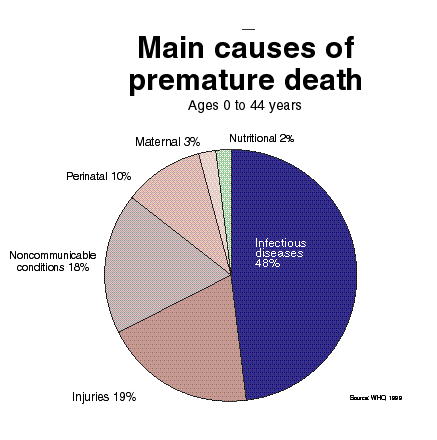 Main causes of
premature death
Ages 0 to 44 years
Maternal 3%
Nutritional 2%
Perinatal 10%
Infectious
diseases
48%
Noncommunicable
conditions 18%
Injuries 19%
Source: WHO, 1999